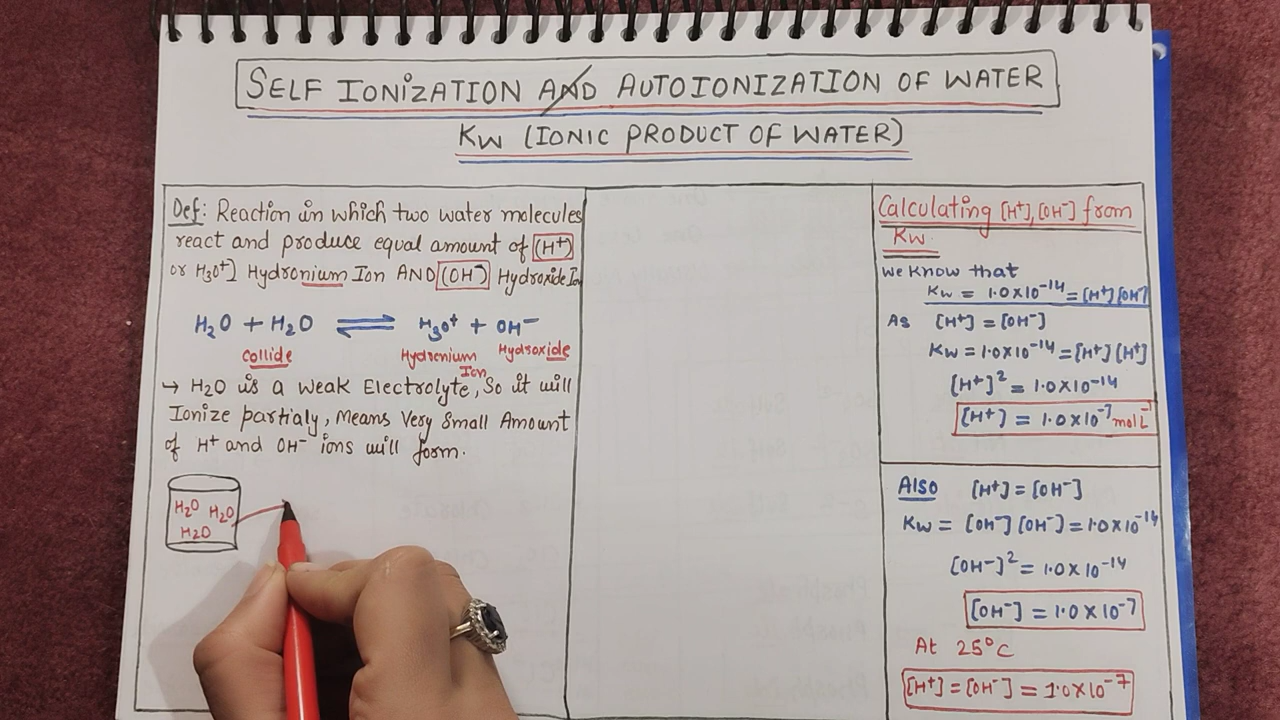 SELF IONIZATION AND AUTOIONIZATION OF WATER
Kw (IONIC PRODUCT OF WATER)
Def: Reaction in which two water molecules
react and produce equal amount of (H⁺)
or H₃O⁺] Hydronium Ion AND (OH⁻) Hydroxide Ion
H₂O + H₂O ⇌ H₃O⁺ + OH⁻
collide Hydronium Ion Hydroxide
→ H₂O is a weak Electrolyte, So it will
Ionize partialy, Means Very Small Amount
of H⁺ and OH⁻ ions will form.
H₂O H₂O
H₂O
Calculating [H⁺], [OH⁻] from
Kw.
we know that
Kw = 1.0×10⁻¹⁴ = [H⁺][OH⁻]
As [H⁺] = [OH⁻]
Kw = 1.0×10⁻¹⁴ = [H⁺][H⁺]
[H⁺]² = 1.0×10⁻¹⁴
[H⁺] = 1.0×10⁻⁷ mol L⁻¹
Also [H⁺] = [OH⁻]
Kw = [OH⁻][OH⁻] = 1.0×10⁻¹⁴
[OH⁻]² = 1.0×10⁻¹⁴
[OH⁻] = 1.0×10⁻⁷
At 25°C
[H⁺] = [OH⁻] = 1.0×10⁻⁷